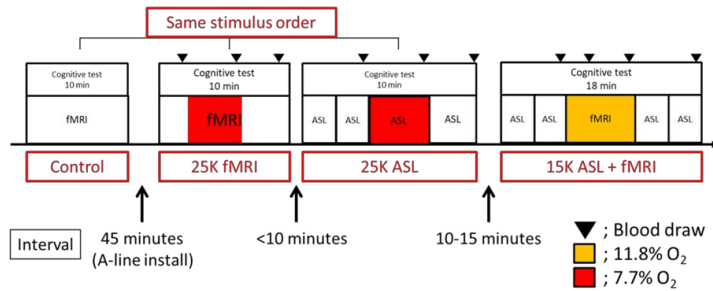 Same stimulus order
Cognitive test
10 min
fMRI
Cognitive test
10 min
fMRI
Cognitive test
10 min
ASL
ASL
ASL
ASL
Cognitive test
18 min
ASL
ASL
fMRI
ASL
ASL
Control
25K fMRI
25K ASL
15K ASL + fMRI
Interval
45 minutes
(A-line install)
<10 minutes
10-15 minutes
; Blood draw
; 11.8% O₂
; 7.7% O₂